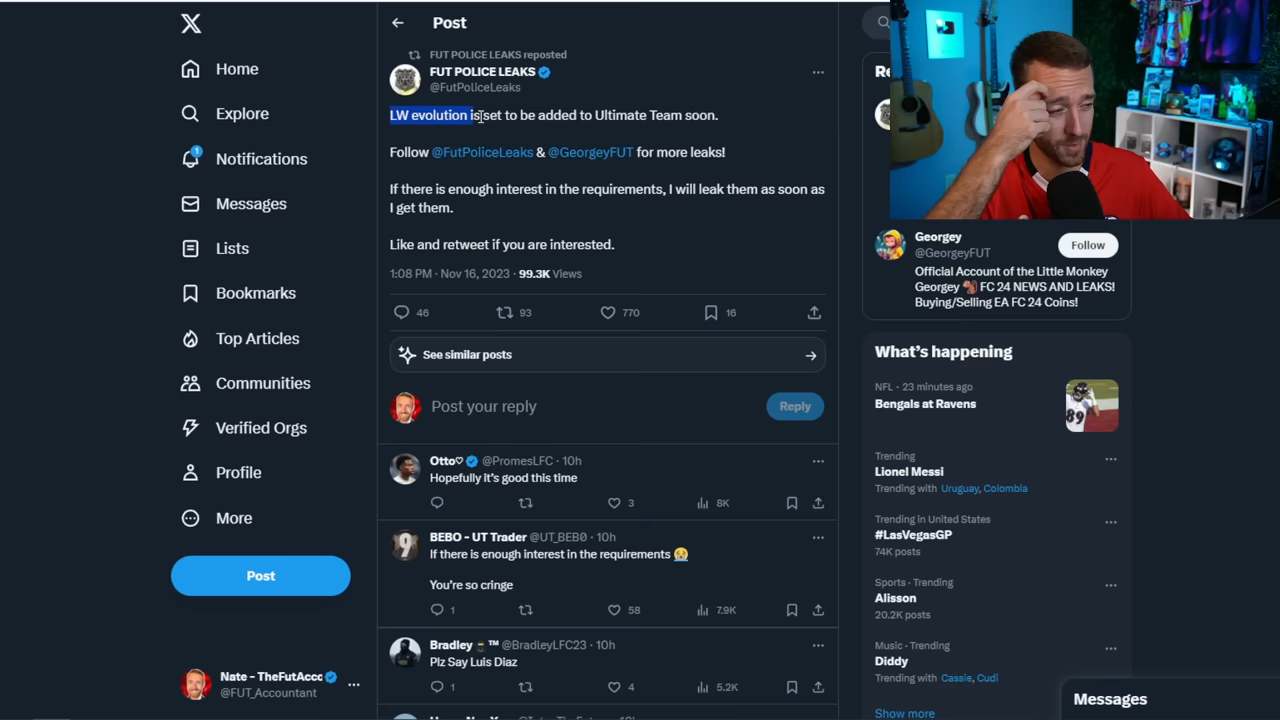 Home
Explore
1
Notifications
Messages
Lists
Bookmarks
Top Articles
Communities
Verified Orgs
Profile
More
Post
Nate - TheFutAcc
@FUT_Accountant
Post
FUT POLICE LEAKS reposted
FUT POLICE LEAKS
@FutPoliceLeaks
LW evolution is set to be added to Ultimate Team soon.
Follow @FutPoliceLeaks & @GeorgeyFUT for more leaks!
If there is enough interest in the requirements, I will leak them as soon as
I get them.
Like and retweet if you are interested.
1:08 PM · Nov 16, 2023 · 99.3K Views
46 93 770 16
See similar posts
Post your reply
Reply
Otto♡ @PromesLFC · 10h
Hopefully it's good this time
3 8K
BEBO - UT Trader @UT_BEB0 · 10h
If there is enough interest in the requirements 😭
You're so cringe
1 58 7.9K
Bradley ™ @BradleyLFC23 · 10h
Plz Say Luis Diaz
1 4 5.2K
Re
Georgey
@GeorgeyFUT
Follow
Official Account of the Little Monkey
Georgey 🐒 FC 24 NEWS AND LEAKS!
Buying/Selling EA FC 24 Coins!
What's happening
NFL · 23 minutes ago
Bengals at Ravens
Trending
Lionel Messi
Trending with Uruguay, Colombia
Trending in United States
#LasVegasGP
74K posts
Sports · Trending
Alisson
20.2K posts
Music · Trending
Diddy
Trending with Cassie, Cudi
Show more
Messages